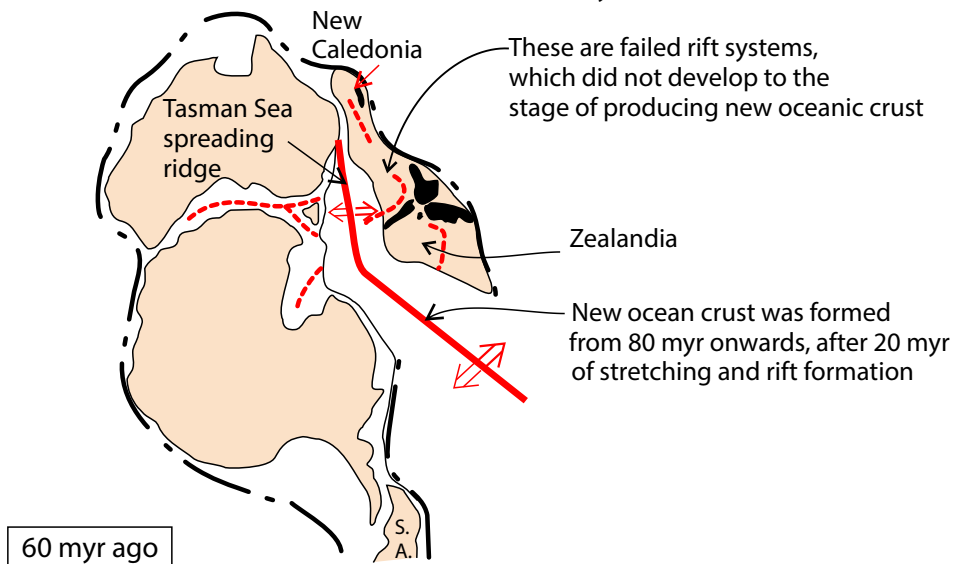 New
Caledonia
These are failed rift systems,
which did not develop to the
stage of producing new oceanic crust
Tasman Sea
spreading
ridge
Zealandia
New ocean crust was formed
from 80 myr onwards, after 20 myr
of stretching and rift formation
S.
A.
60 myr ago